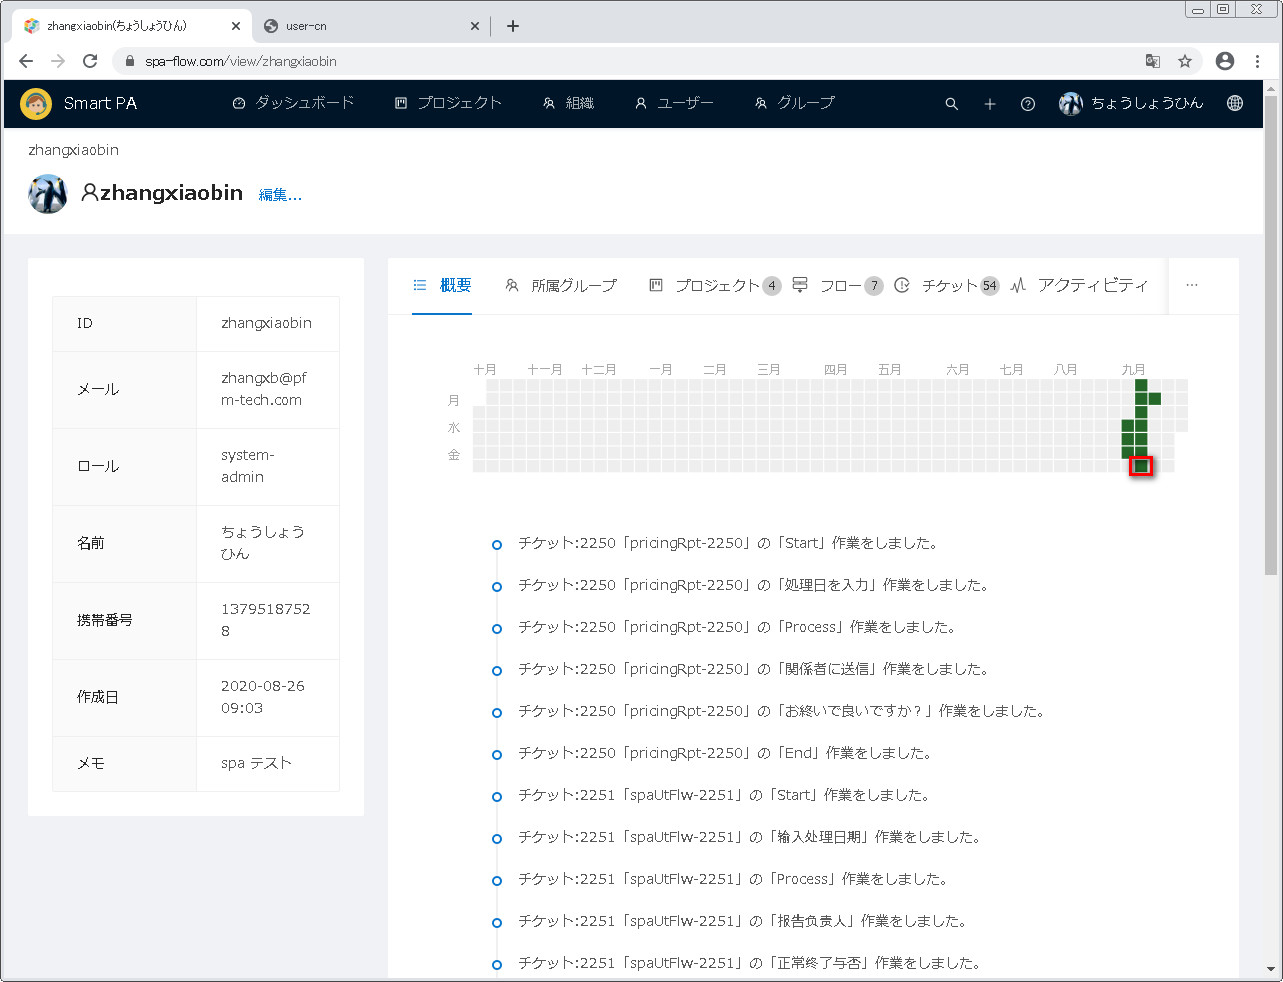 zhangxiaobin(ちょうしょうひん)
user-cn
spa-flow.com/view/zhangxiaobin
Smart PA
ダッシュボード
プロジェクト
組織
ユーザー
グループ
ちょうしょうひん
zhangxiaobin
zhangxiaobin 編集...
ID zhangxiaobin
メール zhangxb@pf
m-tech.com
ロール system-
admin
名前 ちょうしょう
ひん
携帯番号 1379518752
8
作成日 2020-08-26
09:03
メモ spa テスト
概要 所属グループ プロジェクト 4 フロー 7 チケット 54 アクティビティ ...
十月 十一月 十二月 一月 二月 三月 四月 五月 六月 七月 八月 九月
月
水
金
チケット:2250「pricingRpt-2250」の「Start」作業をしました。
チケット:2250「pricingRpt-2250」の「処理日を入力」作業をしました。
チケット:2250「pricingRpt-2250」の「Process」作業をしました。
チケット:2250「pricingRpt-2250」の「関係者に送信」作業をしました。
チケット:2250「pricingRpt-2250」の「お終いで良いですか？」作業をしました。
チケット:2250「pricingRpt-2250」の「End」作業をしました。
チケット:2251「spaUtFlw-2251」の「Start」作業をしました。
チケット:2251「spaUtFlw-2251」の「输入处理日期」作業をしました。
チケット:2251「spaUtFlw-2251」の「Process」作業をしました。
チケット:2251「spaUtFlw-2251」の「报告负责人」作業をしました。
チケット:2251「spaUtFlw-2251」の「正常终了与否」作業をしました。